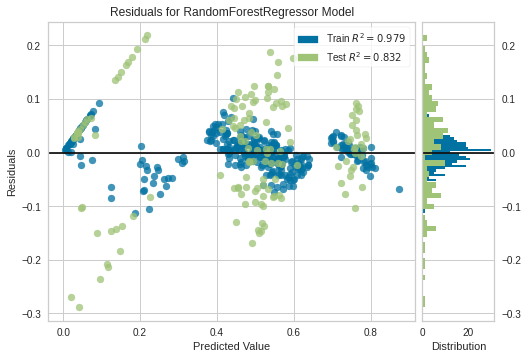 Residuals for RandomForestRegressor Model
Train R² = 0.979
Test R² = 0.832
0.2
0.1
0.0
−0.1
−0.2
−0.3
Residuals
0.0 0.2 0.4 0.6 0.8
Predicted Value
0.2
0.1
0.0
−0.1
−0.2
−0.3
0 20
Distribution